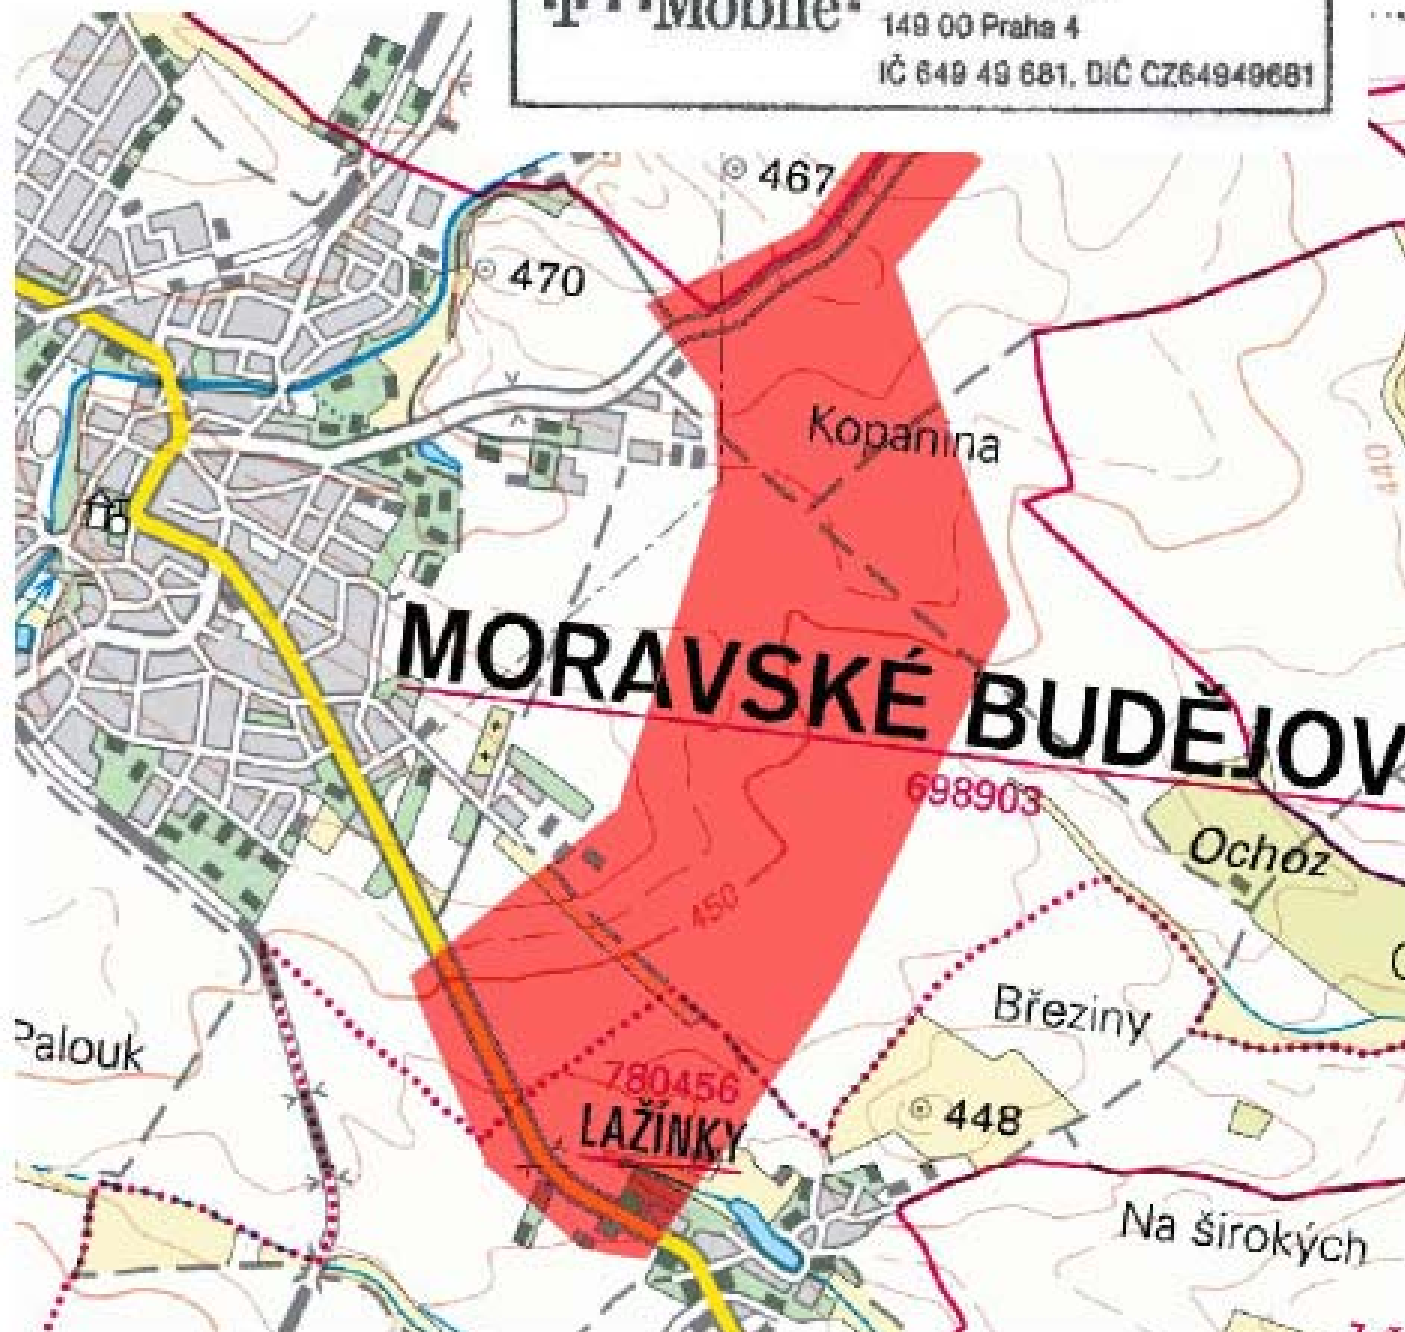 T··Mobile·
149 00 Praha 4
IČ 649 49 681, DIČ CZ64949681
467
470
Kopanina
440
MORAVSKÉ BUDĚJOV
698903
Ochoz
450
Březiny
Palouk
780456
LAŽÍNKY
448
Na širokých